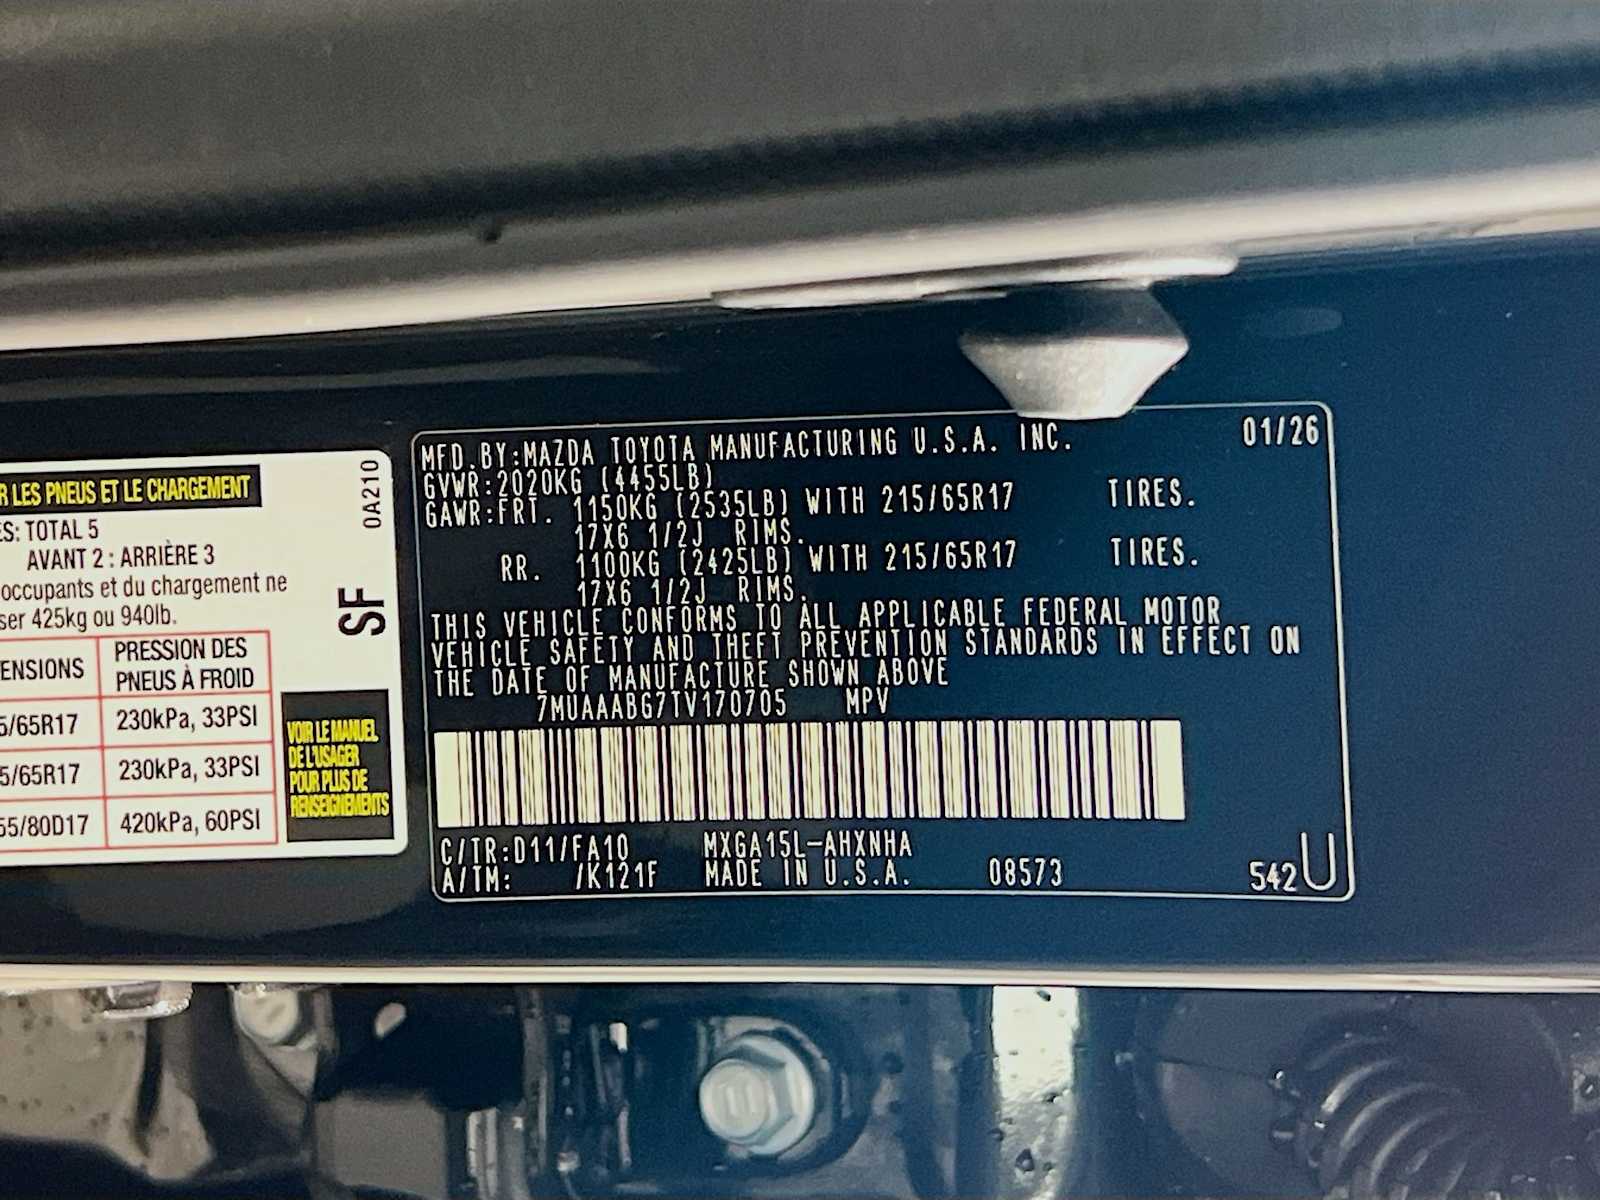 R LES PNEUS ET LE CHARGEMENT
ES: TOTAL 5
AVANT 2 : ARRIÈRE 3
occupants et du chargement ne
ser 425kg ou 940lb.
ENSIONS PRESSION DES
PNEUS À FROID
5/65R17 230kPa, 33PSI
5/65R17 230kPa, 33PSI
55/80D17 420kPa, 60PSI
0A210
SF
VOIR LE MANUEL
DE L'USAGER
POUR PLUS DE
RENSEIGNEMENTS
MFD.BY:MAZDA TOYOTA MANUFACTURING U.S.A. INC. 01/26
GVWR:2020KG (4455LB)
GAWR:FRT. 1150KG (2535LB) WITH 215/65R17 TIRES.
17X6 1/2J RIMS.
RR. 1100KG (2425LB) WITH 215/65R17 TIRES.
17X6 1/2J RIMS.
THIS VEHICLE CONFORMS TO ALL APPLICABLE FEDERAL MOTOR
VEHICLE SAFETY AND THEFT PREVENTION STANDARDS IN EFFECT ON
THE DATE OF MANUFACTURE SHOWN ABOVE
7MUAAABG7TV170705 MPV
C/TR:D11/FA10 MXGA15L-AHXNHA
A/TM: /K121F MADE IN U.S.A. 08573 542U